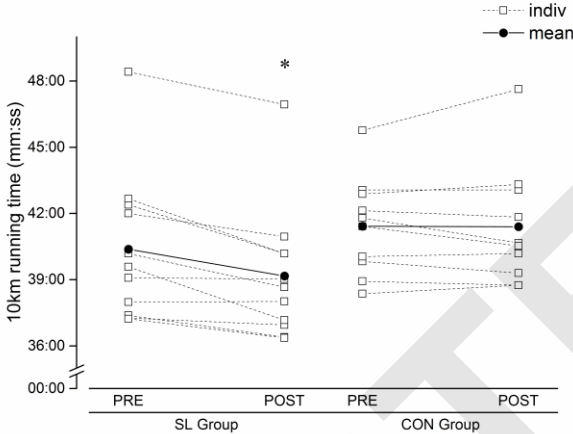 indiv
mean
*
10km running time (mm:ss)
48:00
45:00
42:00
39:00
36:00
00:00
PRE POST PRE POST
SL Group CON Group